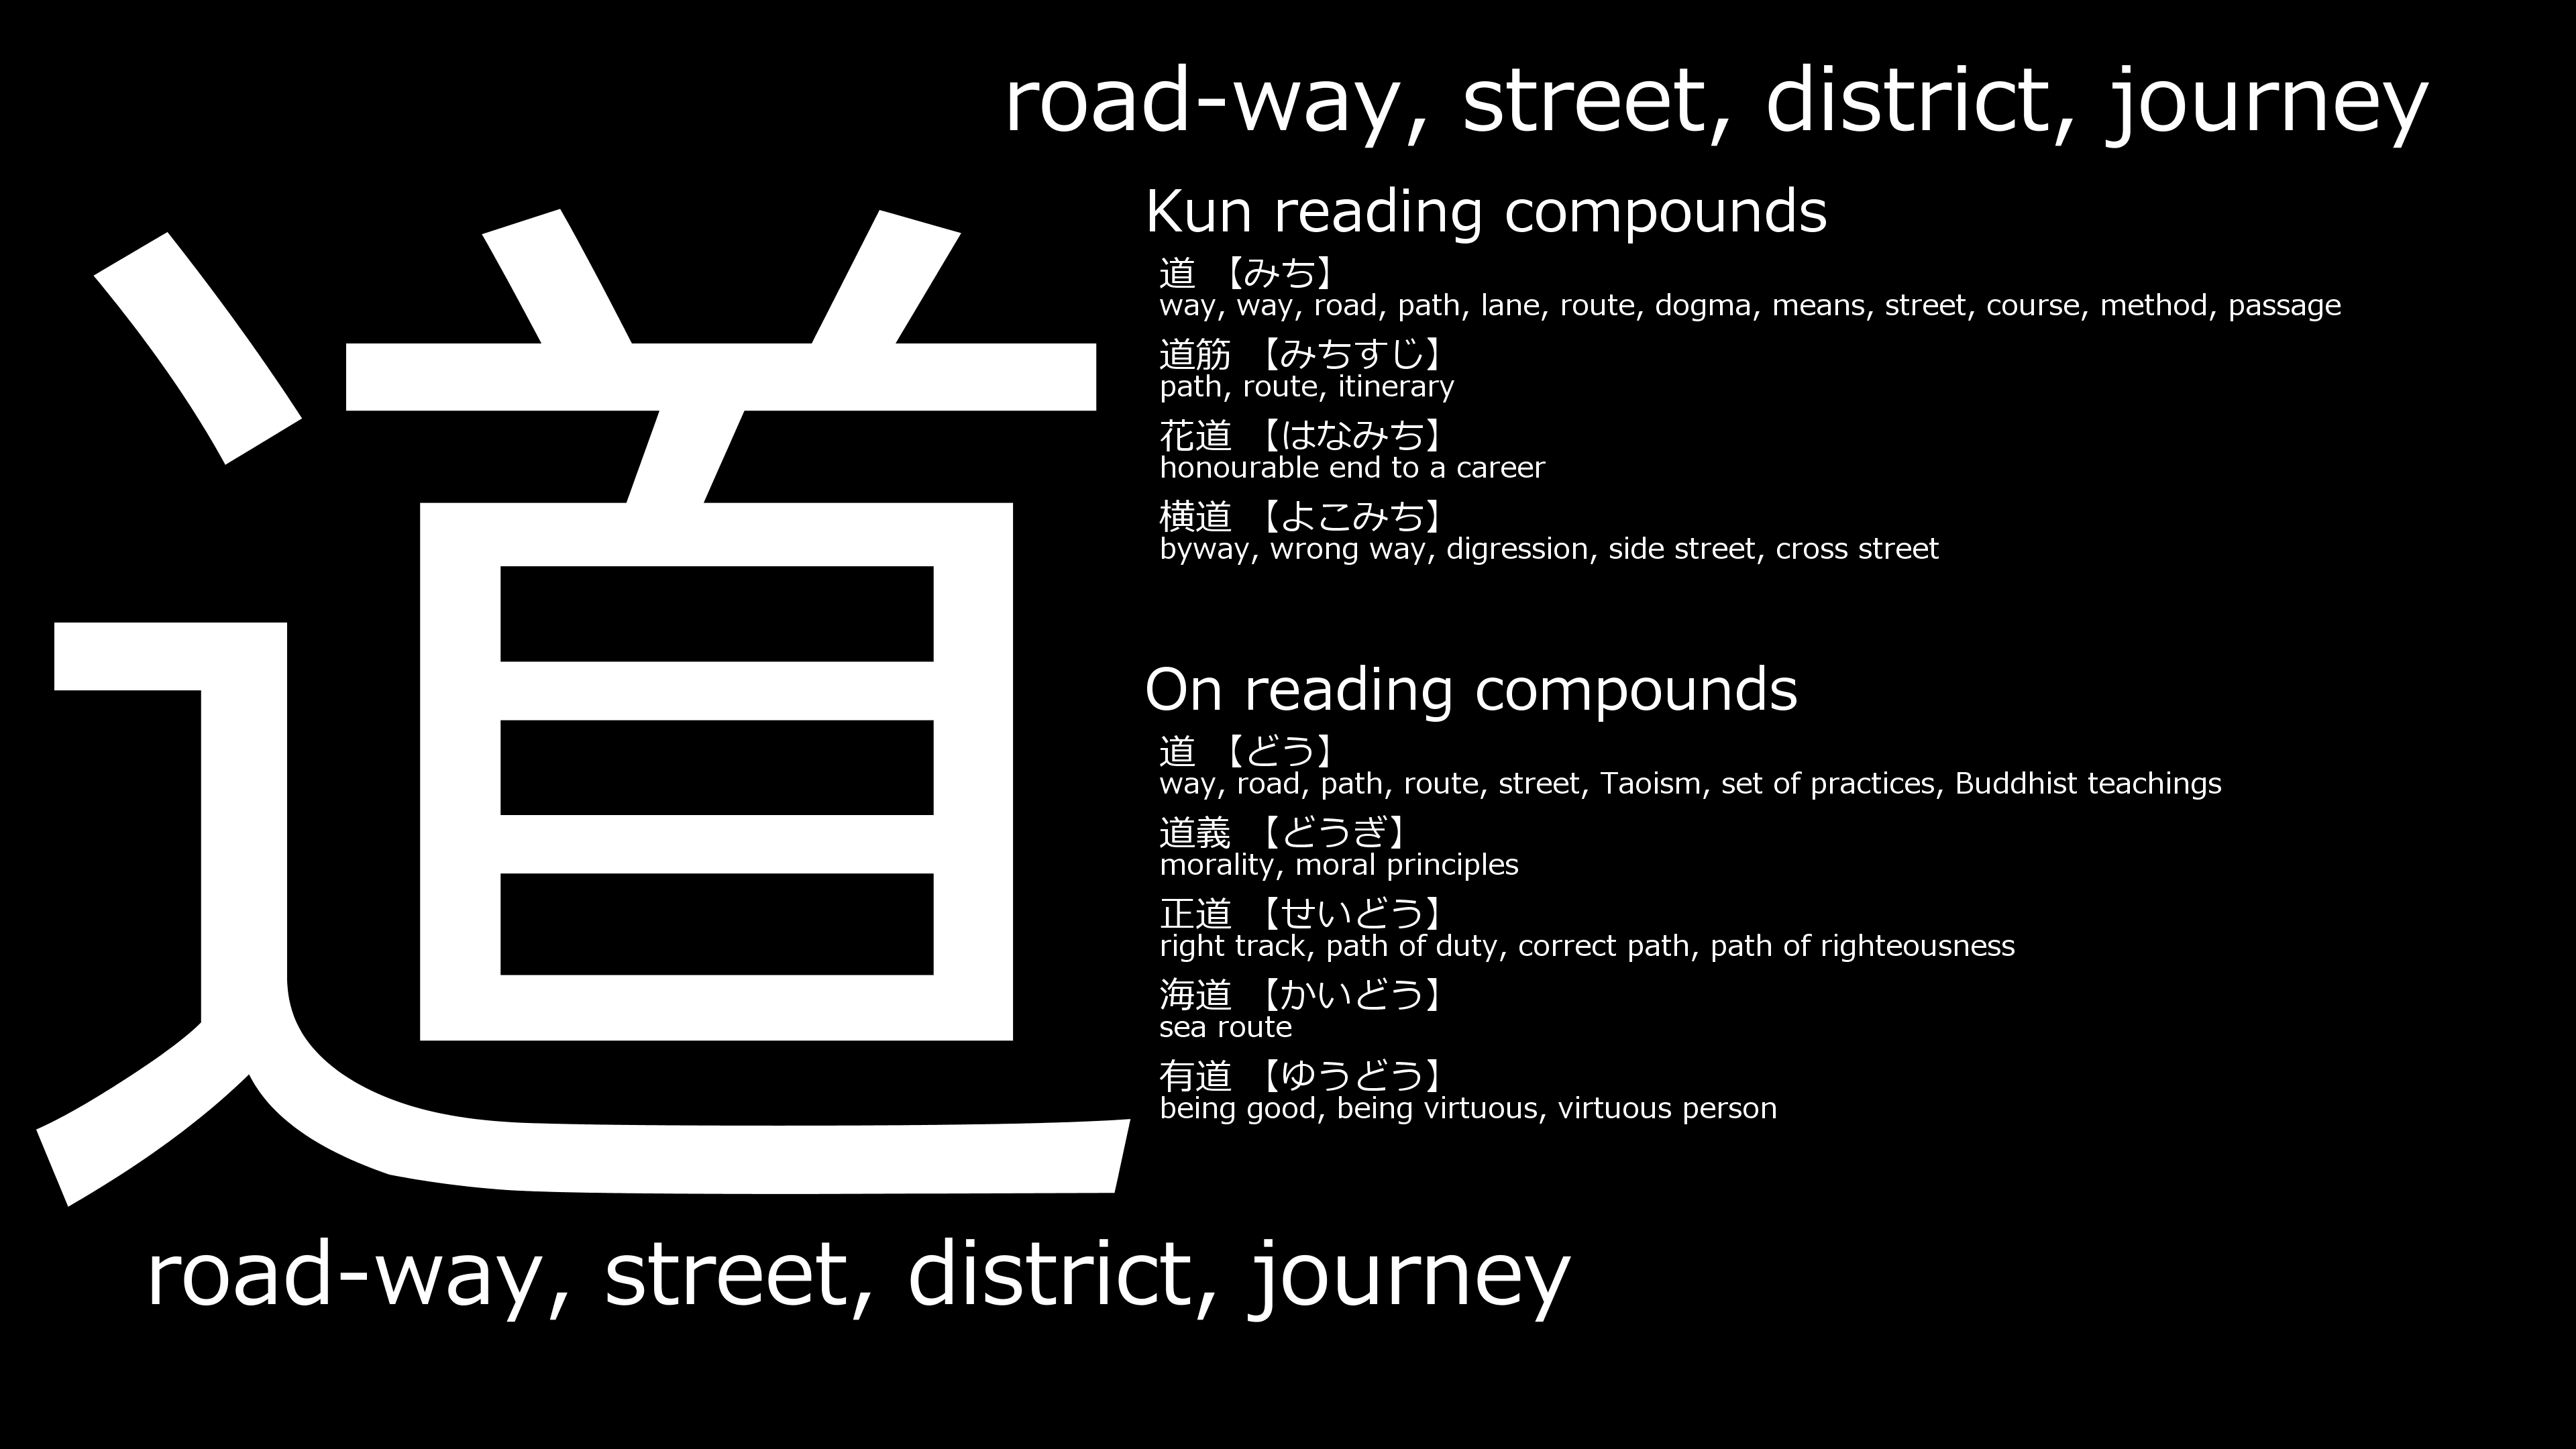 road-way, street, district, journey
道
Kun reading compounds
道 【みち】
way, way, road, path, lane, route, dogma, means, street, course, method, passage
道筋 【みちすじ】
path, route, itinerary
花道 【はなみち】
honourable end to a career
横道 【よこみち】
byway, wrong way, digression, side street, cross street
On reading compounds
道 【どう】
way, road, path, route, street, Taoism, set of practices, Buddhist teachings
道義 【どうぎ】
morality, moral principles
正道 【せいどう】
right track, path of duty, correct path, path of righteousness
海道 【かいどう】
sea route
有道 【ゆうどう】
being good, being virtuous, virtuous person
road-way, street, district, journey